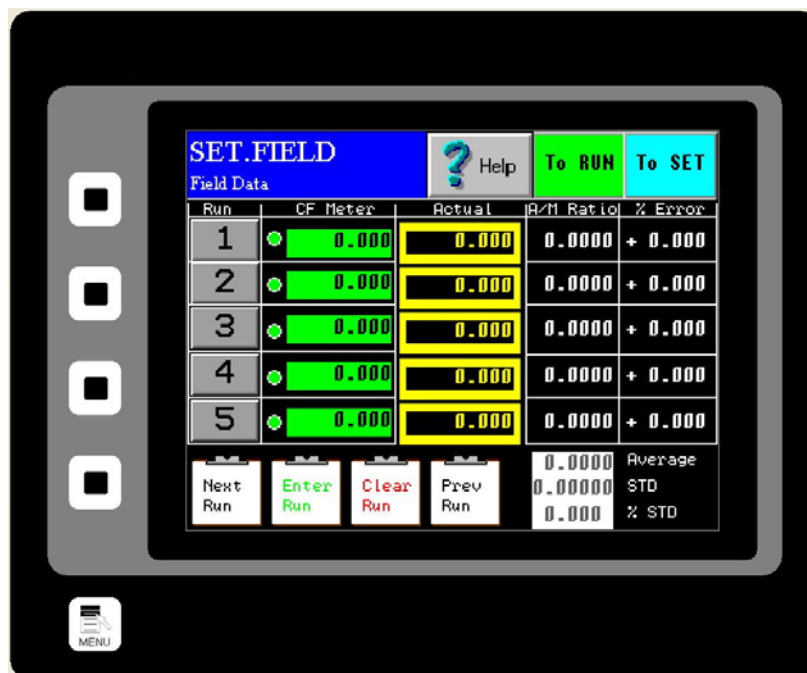 SET.FIELD
Field Data
Help
To RUN
To SET
Run CF Meter Actual A/M Ratio % Error
1 0.000 0.000 0.0000 + 0.000
2 0.000 0.000 0.0000 + 0.000
3 0.000 0.000 0.0000 + 0.000
4 0.000 0.000 0.0000 + 0.000
5 0.000 0.000 0.0000 + 0.000
Next
Run
Enter
Run
Clear
Run
Prev
Run
0.0000 Average
0.00000 STD
0.000 % STD
MENU